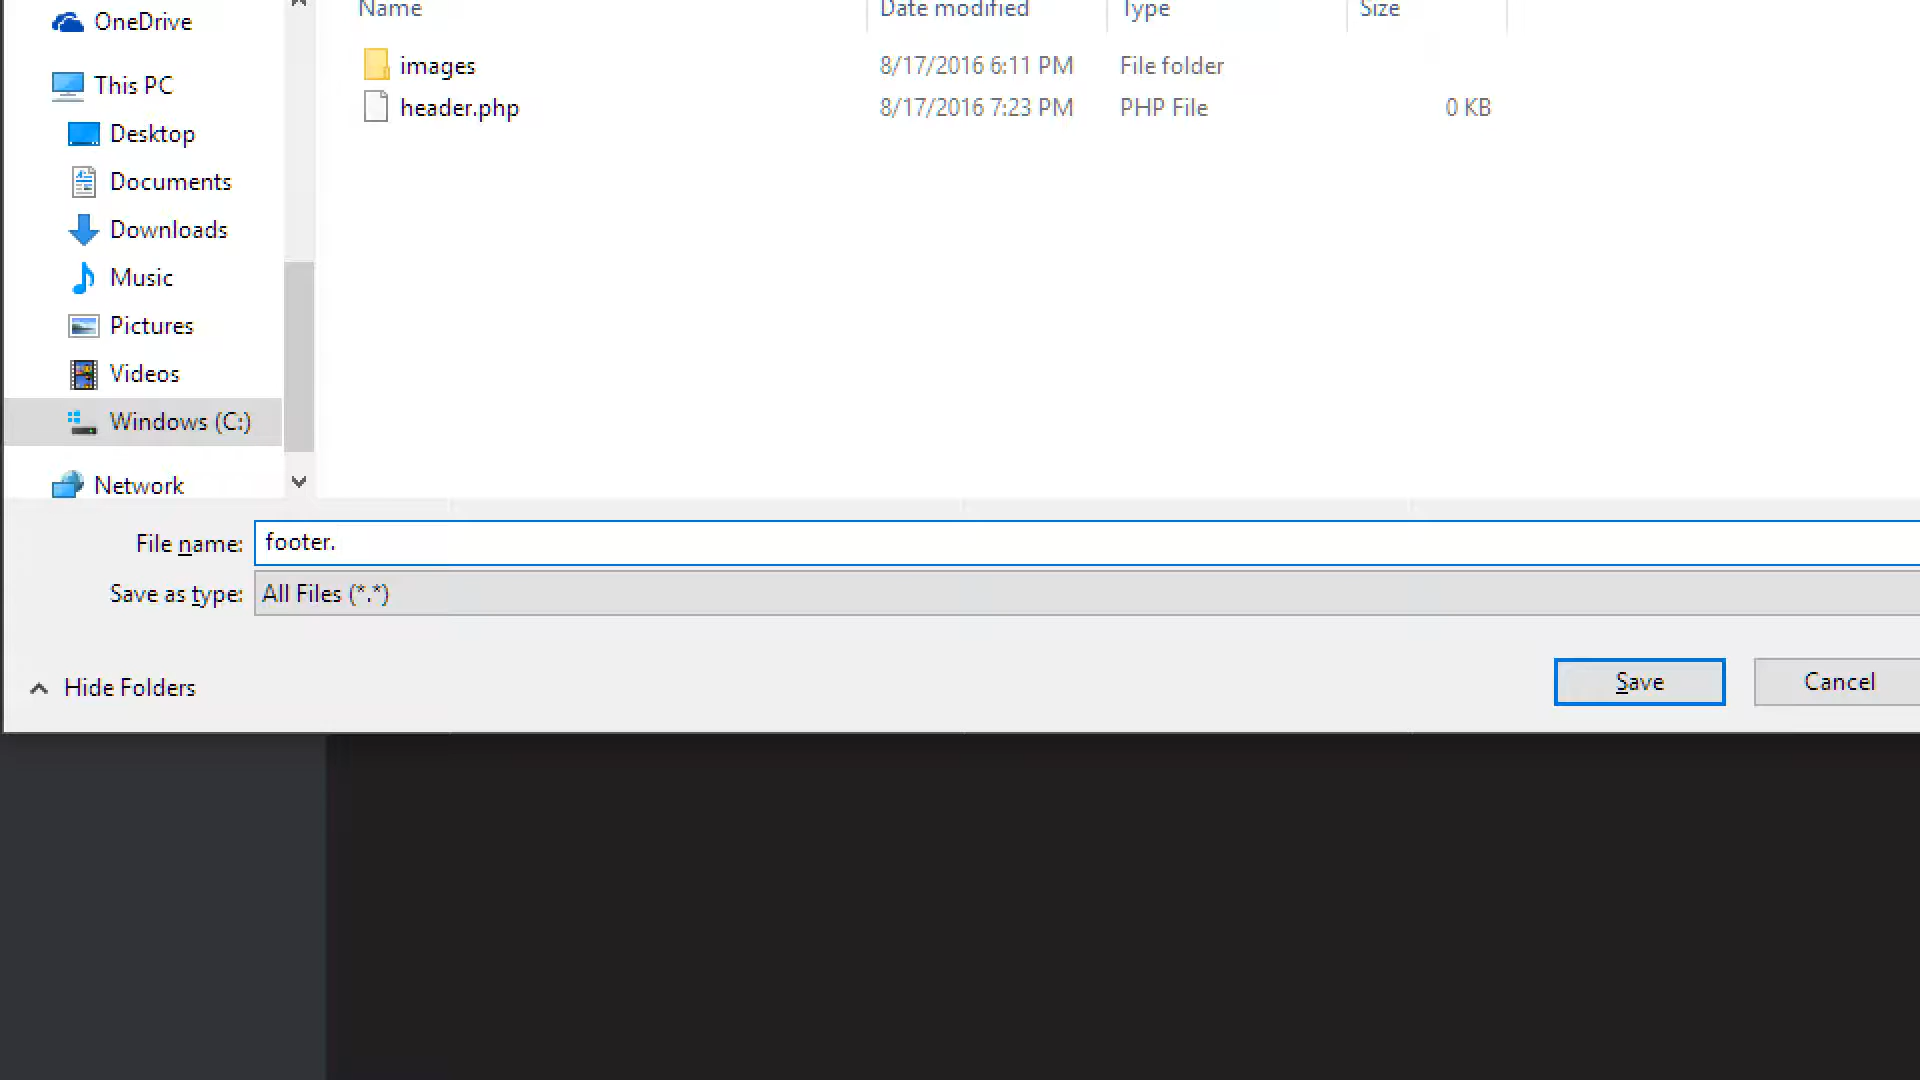 OneDrive
This PC
Desktop
Documents
Downloads
Music
Pictures
Videos
Windows (C:)
Network
Name Date modified Type Size
images 8/17/2016 6:11 PM File folder
header.php 8/17/2016 7:23 PM PHP File 0 KB
File name: footer.
Save as type: All Files (*.*)
Hide Folders
Save Cancel